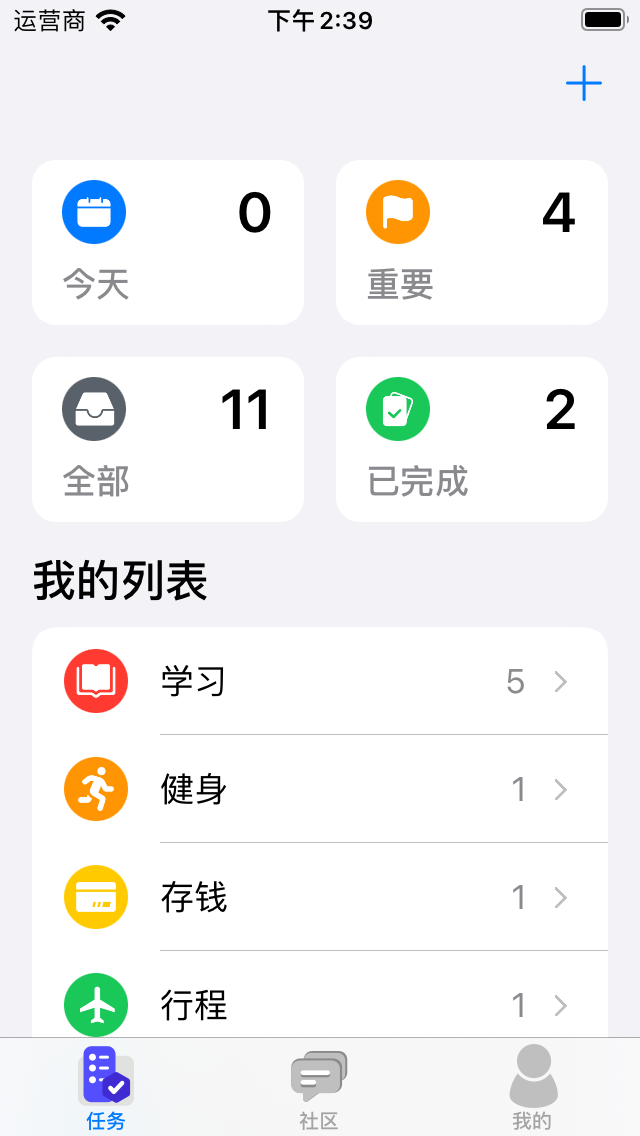 运营商 下午2:39
0
今天
4
重要
11
全部
2
已完成
我的列表
学习 5
健身 1
存钱 1
行程 1
任务 社区 我的